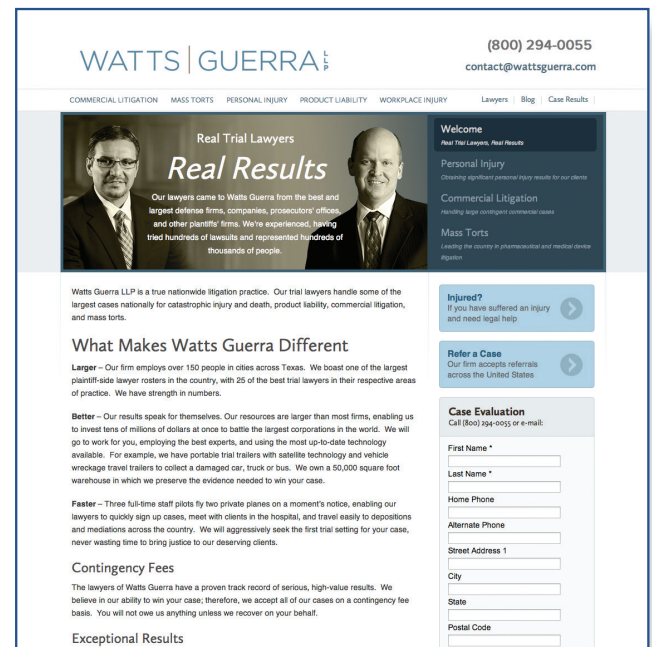 WATTS | GUERRA LLP
(800) 294-0055
contact@wattsguerra.com
COMMERCIAL LITIGATION MASS TORTS PERSONAL INJURY PRODUCT LIABILITY WORKPLACE INJURY Lawyers | Blog | Case Results |
Real Trial Lawyers
Real Results
Our lawyers came to Watts Guerra from the best and
largest defense firms, companies, prosecutors' offices,
and other plantiffs' firms. We're experienced, having
tried hundreds of lawsuits and represented hundreds of
thousands of people.
Welcome
Real Trial Lawyers, Real Results
Personal Injury
Obtaining significant personal injury results for our clients
Commercial Litigation
Handling large contingent commercial cases
Mass Torts
Leading the country in pharmaceutical and medical device
litigation
Watts Guerra LLP is a true nationwide litigation practice. Our trial lawyers handle some of the
largest cases nationally for catastrophic injury and death, product liability, commercial litigation,
and mass torts.
What Makes Watts Guerra Different
Larger – Our firm employs over 150 people in cities across Texas. We boast one of the largest
plaintiff-side lawyer rosters in the country, with 25 of the best trial lawyers in their respective areas
of practice. We have strength in numbers.
Better – Our results speak for themselves. Our resources are larger than most firms, enabling us
to invest tens of millions of dollars at once to battle the largest corporations in the world. We will
go to work for you, employing the best experts, and using the most up-to-date technology
available. For example, we have portable trial trailers with satellite technology and vehicle
wreckage travel trailers to collect a damaged car, truck or bus. We own a 50,000 square foot
warehouse in which we preserve the evidence needed to win your case.
Faster – Three full-time staff pilots fly two private planes on a moment's notice, enabling our
lawyers to quickly sign up cases, meet with clients in the hospital, and travel easily to depositions
and mediations across the country. We will aggressively seek the first trial setting for your case,
never wasting time to bring justice to our deserving clients.
Contingency Fees
The lawyers of Watts Guerra have a proven track record of serious, high-value results. We
believe in our ability to win your case; therefore, we accept all of our cases on a contingency fee
basis. You will not owe us anything unless we recover on your behalf.
Exceptional Results
Injured?
If you have suffered an injury
and need legal help
Refer a Case
Our firm accepts referrals
across the United States
Case Evaluation
Call (800) 294-0055 or e-mail:
First Name *
Last Name *
Home Phone
Alternate Phone
Street Address 1
City
State
Postal Code